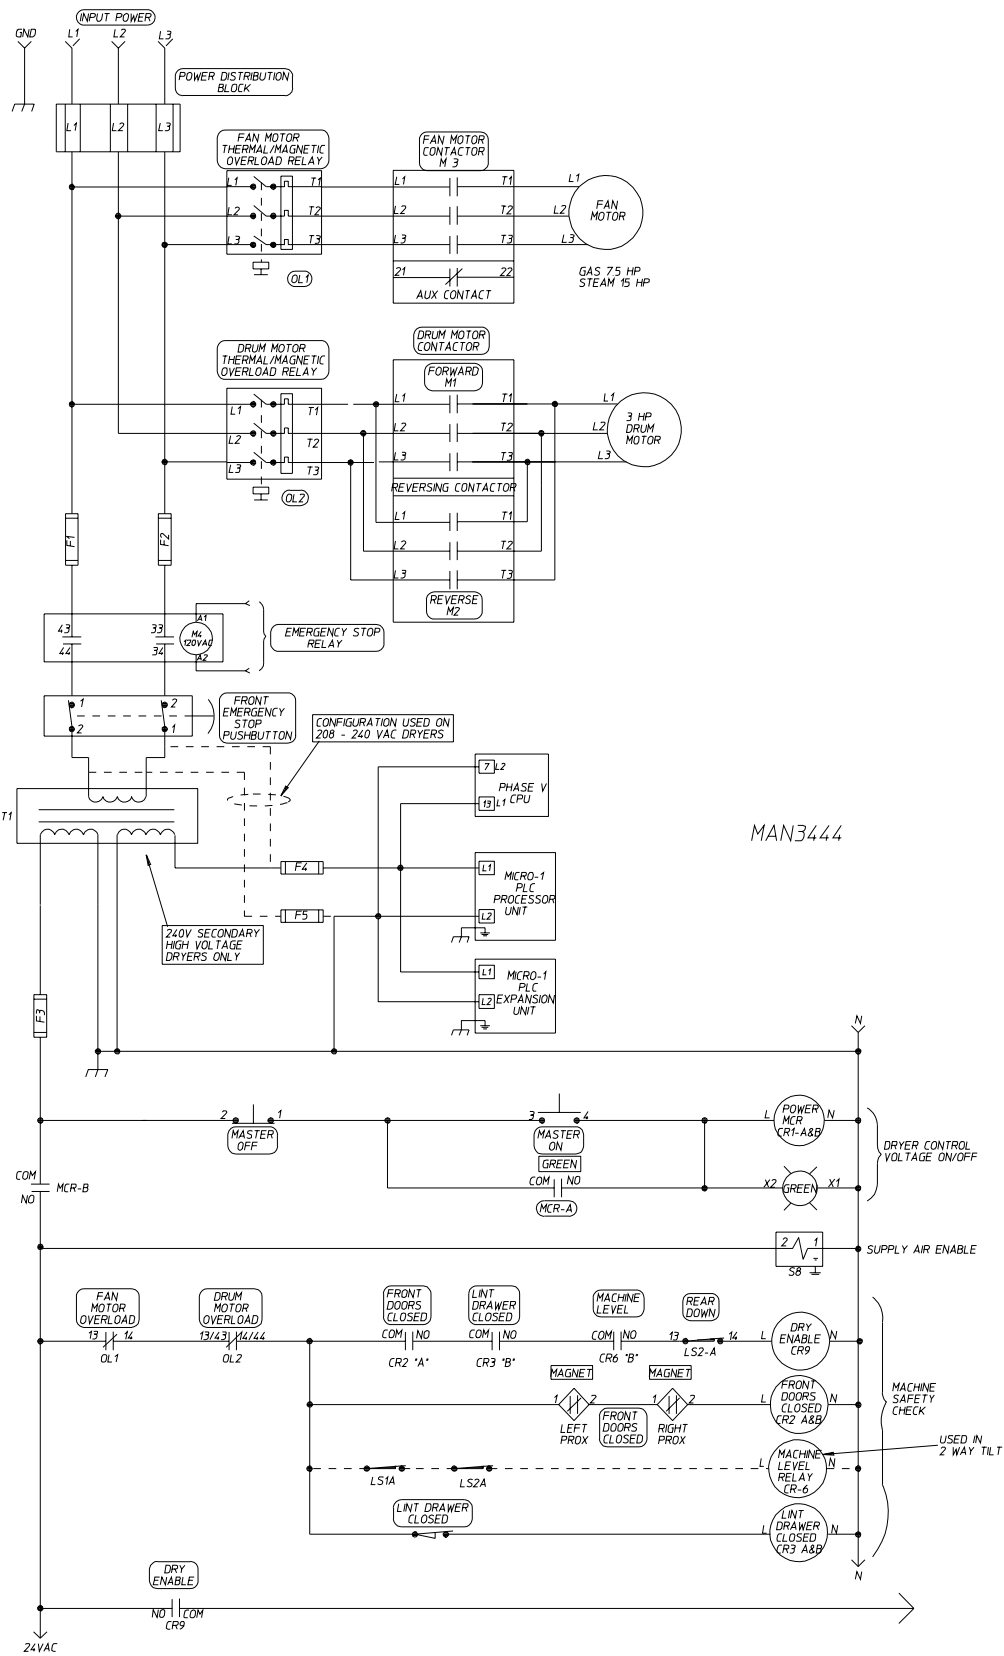 INPUT POWER
GND
L1
L2
L3
POWER DISTRIBUTION
BLOCK
L1
L2
L3
FAN MOTOR
THERMAL/MAGNETIC
OVERLOAD RELAY
FAN MOTOR
CONTACTOR
M 3
L1
T1
L1
T1
L1
L2
T2
L2
T2
L2
FAN
MOTOR
L3
T3
L3
T3
L3
21
22
AUX CONTACT
OL1
GAS 7.5 HP
STEAM 15 HP
DRUM MOTOR
THERMAL/MAGNETIC
OVERLOAD RELAY
DRUM MOTOR
CONTACTOR
FORWARD
M1
L1
T1
L1
T1
L1
L2
T2
L2
T2
L2
3 HP
DRUM
MOTOR
L3
T3
L3
T3
L3
REVERSING CONTACTOR
OL2
L1
T1
L2
T2
L3
T3
REVERSE
M2
F1
F2
43
44
33
34
A1
M4
120VAC
A2
EMERGENCY STOP
RELAY
1
2
2
1
FRONT
EMERGENCY
STOP
PUSHBUTTON
CONFIGURATION USED ON
208 - 240 VAC DRYERS
7
L2
PHASE V
CPU
13
L1
T1
MAN3444
F4
L1
MICRO-1
PLC
PROCESSOR
UNIT
F5
L2
240V SECONDARY
HIGH VOLTAGE
DRYERS ONLY
L1
MICRO-1
PLC
EXPANSION
UNIT
L2
F3
N
2
1
MASTER
OFF
3
4
MASTER
ON
GREEN
L
POWER
MCR
CR1-A&B
N
DRYER CONTROL
VOLTAGE ON/OFF
COM
NO
MCR-B
COM
NO
MCR-A
X2
GREEN
X1
2
1
S8
SUPPLY AIR ENABLE
FAN
MOTOR
OVERLOAD
DRUM
MOTOR
OVERLOAD
FRONT
DOORS
CLOSED
LINT
DRAWER
CLOSED
MACHINE
LEVEL
REAR
DOWN
13
14
OL1
13/43
14/44
OL2
COM
NO
CR2 "A"
COM
NO
CR3 "B"
COM
NO
CR6 "B"
13
14
LS2-A
L
DRY
ENABLE
CR9
N
MAGNET
MAGNET
1
2
LEFT
PROX
FRONT
DOORS
CLOSED
1
2
RIGHT
PROX
L
FRONT
DOORS
CLOSED
CR2 A&B
N
MACHINE
SAFETY
CHECK
LS1A
LS2A
L
MACHINE
LEVEL
RELAY
CR-6
N
USED IN
2 WAY TILT
LINT DRAWER
CLOSED
L
LINT
DRAWER
CLOSED
CR3 A&B
N
N
DRY
ENABLE
NO
COM
CR9
24VAC